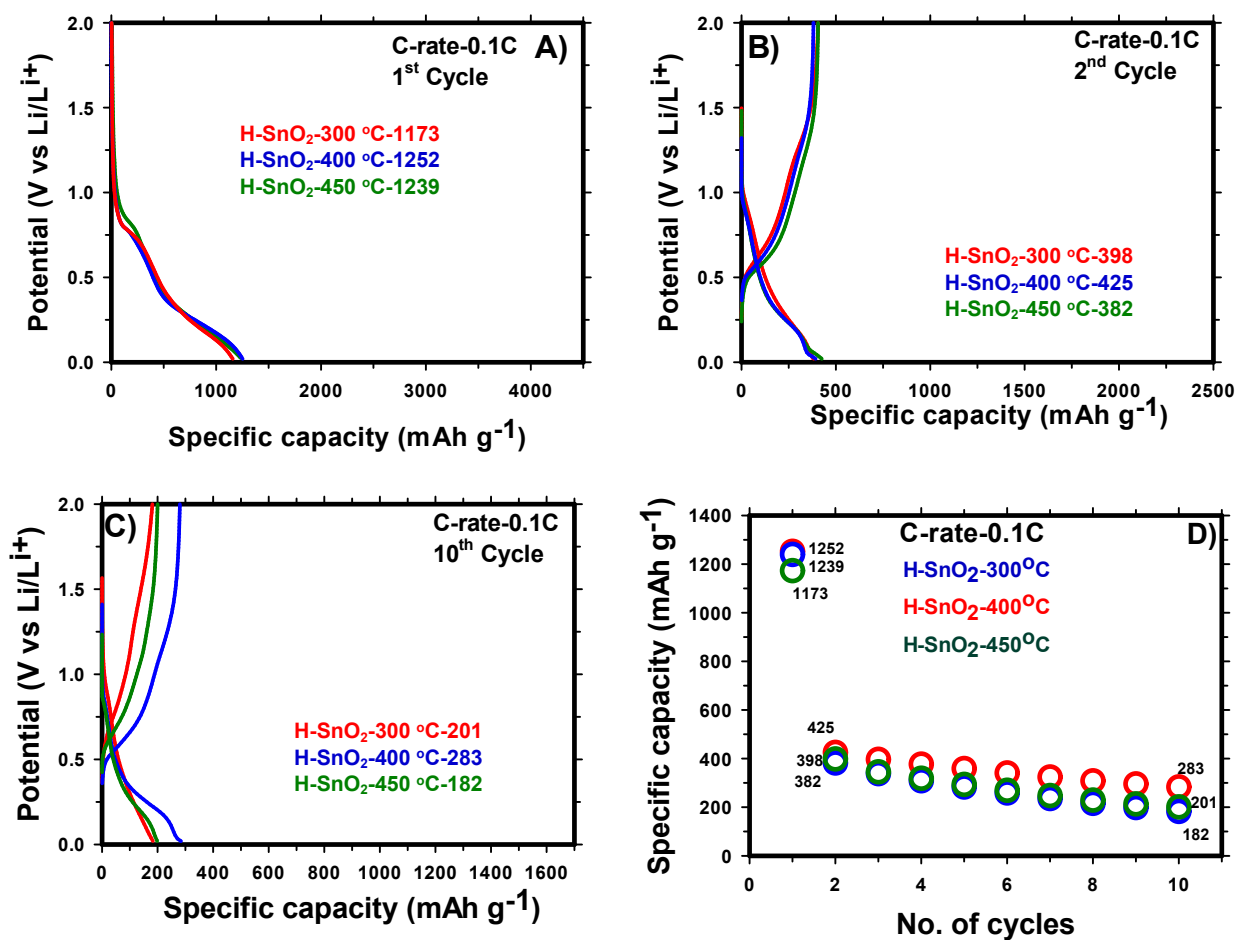 A)
C-rate-0.1C
1st Cycle
H-SnO2-300 oC-1173
H-SnO2-400 oC-1252
H-SnO2-450 oC-1239
2.0
1.5
1.0
0.5
0.0
0 1000 2000 3000 4000
Potential (V vs Li/Li+)
Specific capacity (mAh g-1)
B)
C-rate-0.1C
2nd Cycle
H-SnO2-300 oC-398
H-SnO2-400 oC-425
H-SnO2-450 oC-382
2.0
1.5
1.0
0.5
0.0
0 500 1000 1500 2000 2500
Potential (V vs Li/Li+)
Specific capacity (mAh g-1)
C)
C-rate-0.1C
10th Cycle
H-SnO2-300 oC-201
H-SnO2-400 oC-283
H-SnO2-450 oC-182
2.0
1.5
1.0
0.5
0.0
0 200 400 600 800 1000 1200 1400 1600
Potential (V vs Li/Li+)
Specific capacity (mAh g-1)
D)
C-rate-0.1C
H-SnO2-300OC
H-SnO2-400OC
H-SnO2-450OC
1252
1239
1173
425
398
382
283
201
182
1400
1200
1000
800
600
400
200
0
0 2 4 6 8 10
Specific capacity (mAh g-1)
No. of cycles